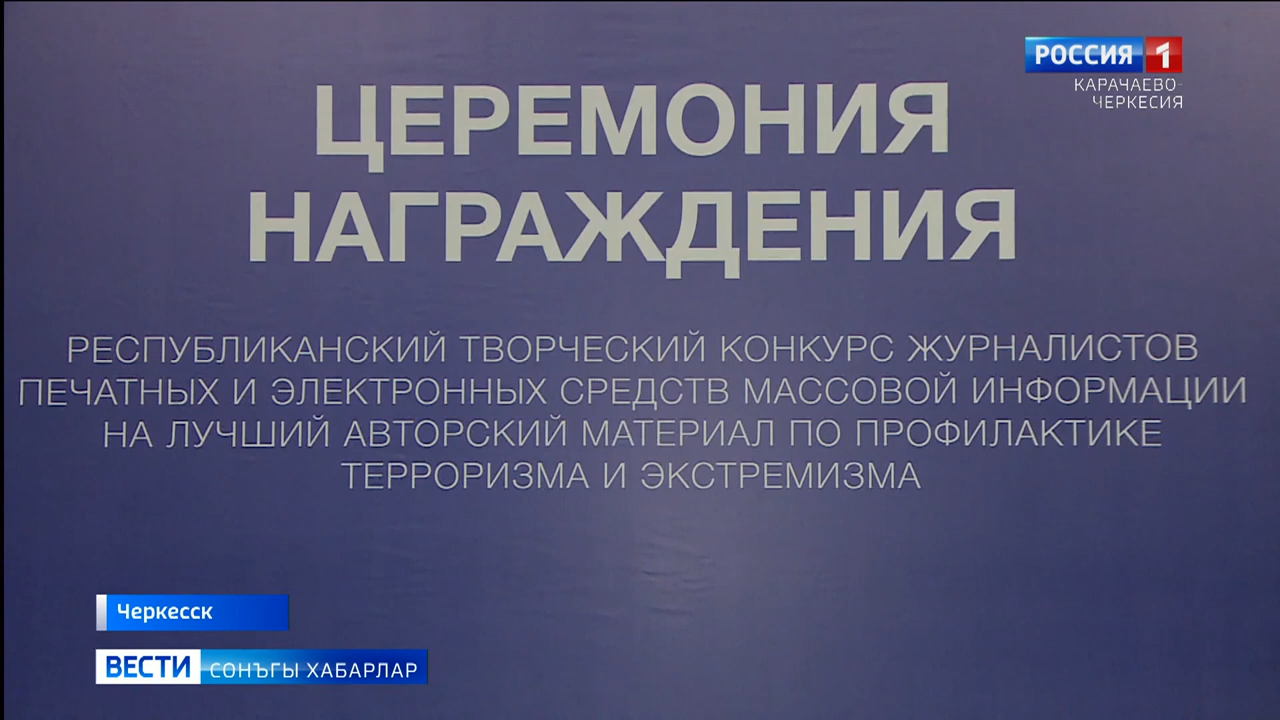 РОССИЯ 1
КАРАЧАЕВО-
ЧЕРКЕСИЯ
ЦЕРЕМОНИЯ
НАГРАЖДЕНИЯ
РЕСПУБЛИКАНСКИЙ ТВОРЧЕСКИЙ КОНКУРС ЖУРНАЛИСТОВ
ПЕЧАТНЫХ И ЭЛЕКТРОННЫХ СРЕДСТВ МАССОВОЙ ИНФОРМАЦИИ
НА ЛУЧШИЙ АВТОРСКИЙ МАТЕРИАЛ ПО ПРОФИЛАКТИКЕ
ТЕРРОРИЗМА И ЭКСТРЕМИЗМА
Черкесск
ВЕСТИ СОНЪГЫ ХАБАРЛАР